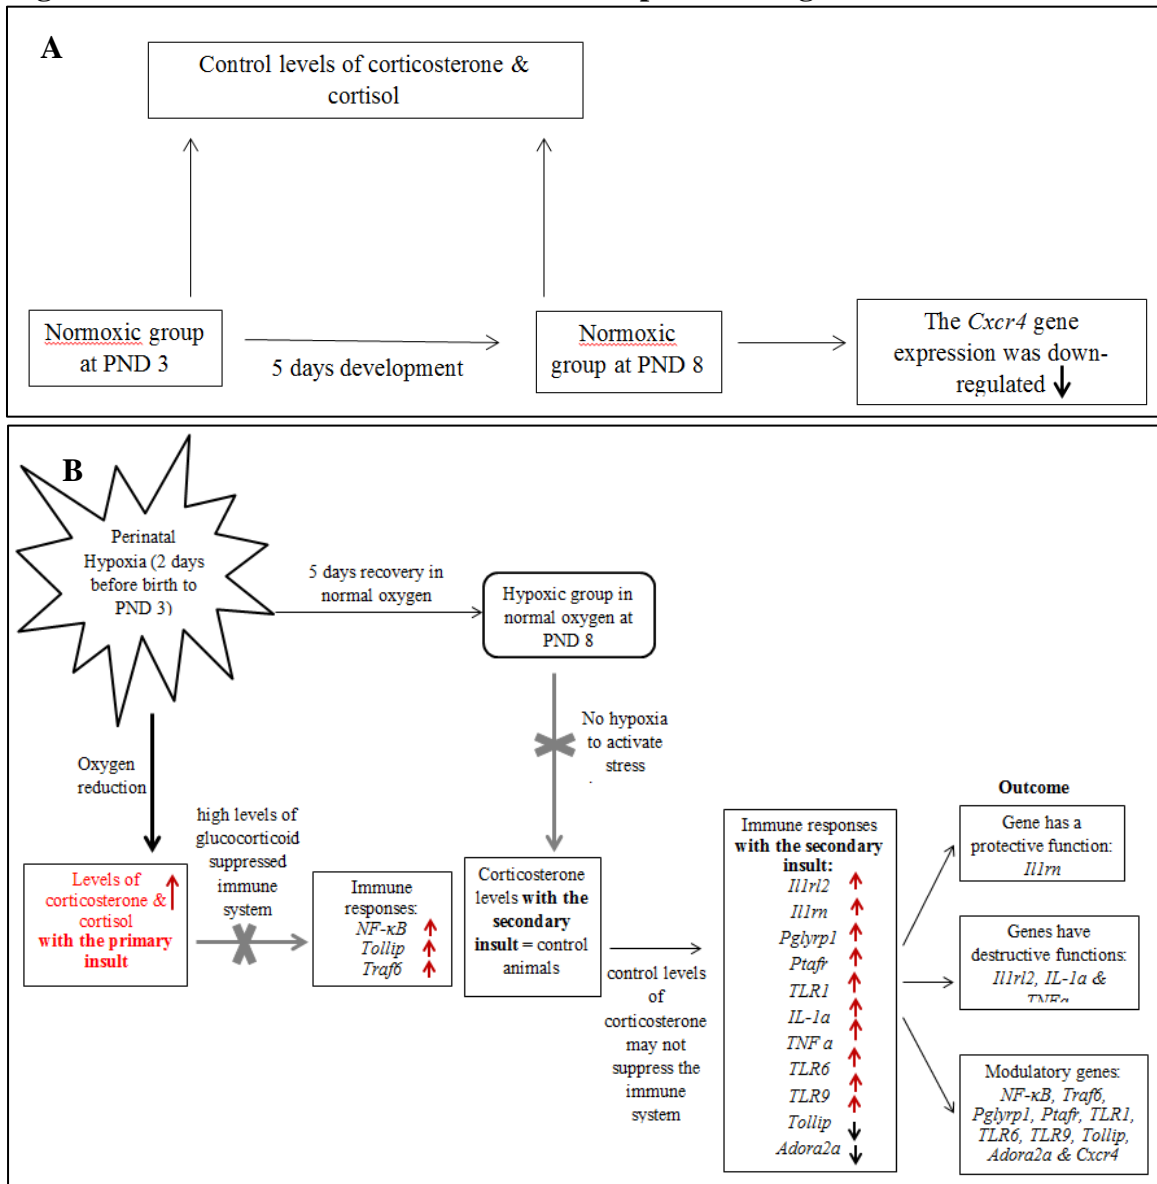 A
Control levels of corticosterone &
cortisol
Normoxic group
at PND 3
5 days development
Normoxic
group at PND 8
The Cxcr4 gene
expression was down-
regulated
B
Perinatal
Hypoxia (2 days
before birth to
PND 3)
5 days recovery in
normal oxygen
Hypoxic group in
normal oxygen at
PND 8
No hypoxia
to activate
stress
Oxygen
reduction
high levels of
glucocorticoid
suppressed
immune
system
Levels of
corticosterone &
cortisol
with the primary
insult
Immune
responses:
NF-κB
Tollip
Traf6
Corticosterone
levels with the
secondary
insult = control
animals
control levels
of
corticosterone
may not
suppress the
immune
system
Immune responses
with the secondary
insult:
Il1rl2
Il1rn
Pglyrp1
Ptafr
TLR1
IL-1a
TNF a
TLR6
TLR9
Tollip
Adora2a
Outcome
Gene has a
protective function:
Il1rn
Genes have
destructive functions:
Il1rl2, IL-1a &
TNFa
Modulatory genes:
NF-κB, Traf6,
Pglyrp1, Ptafr, TLR1,
TLR6, TLR9, Tollip,
Adora2a & Cxcr4